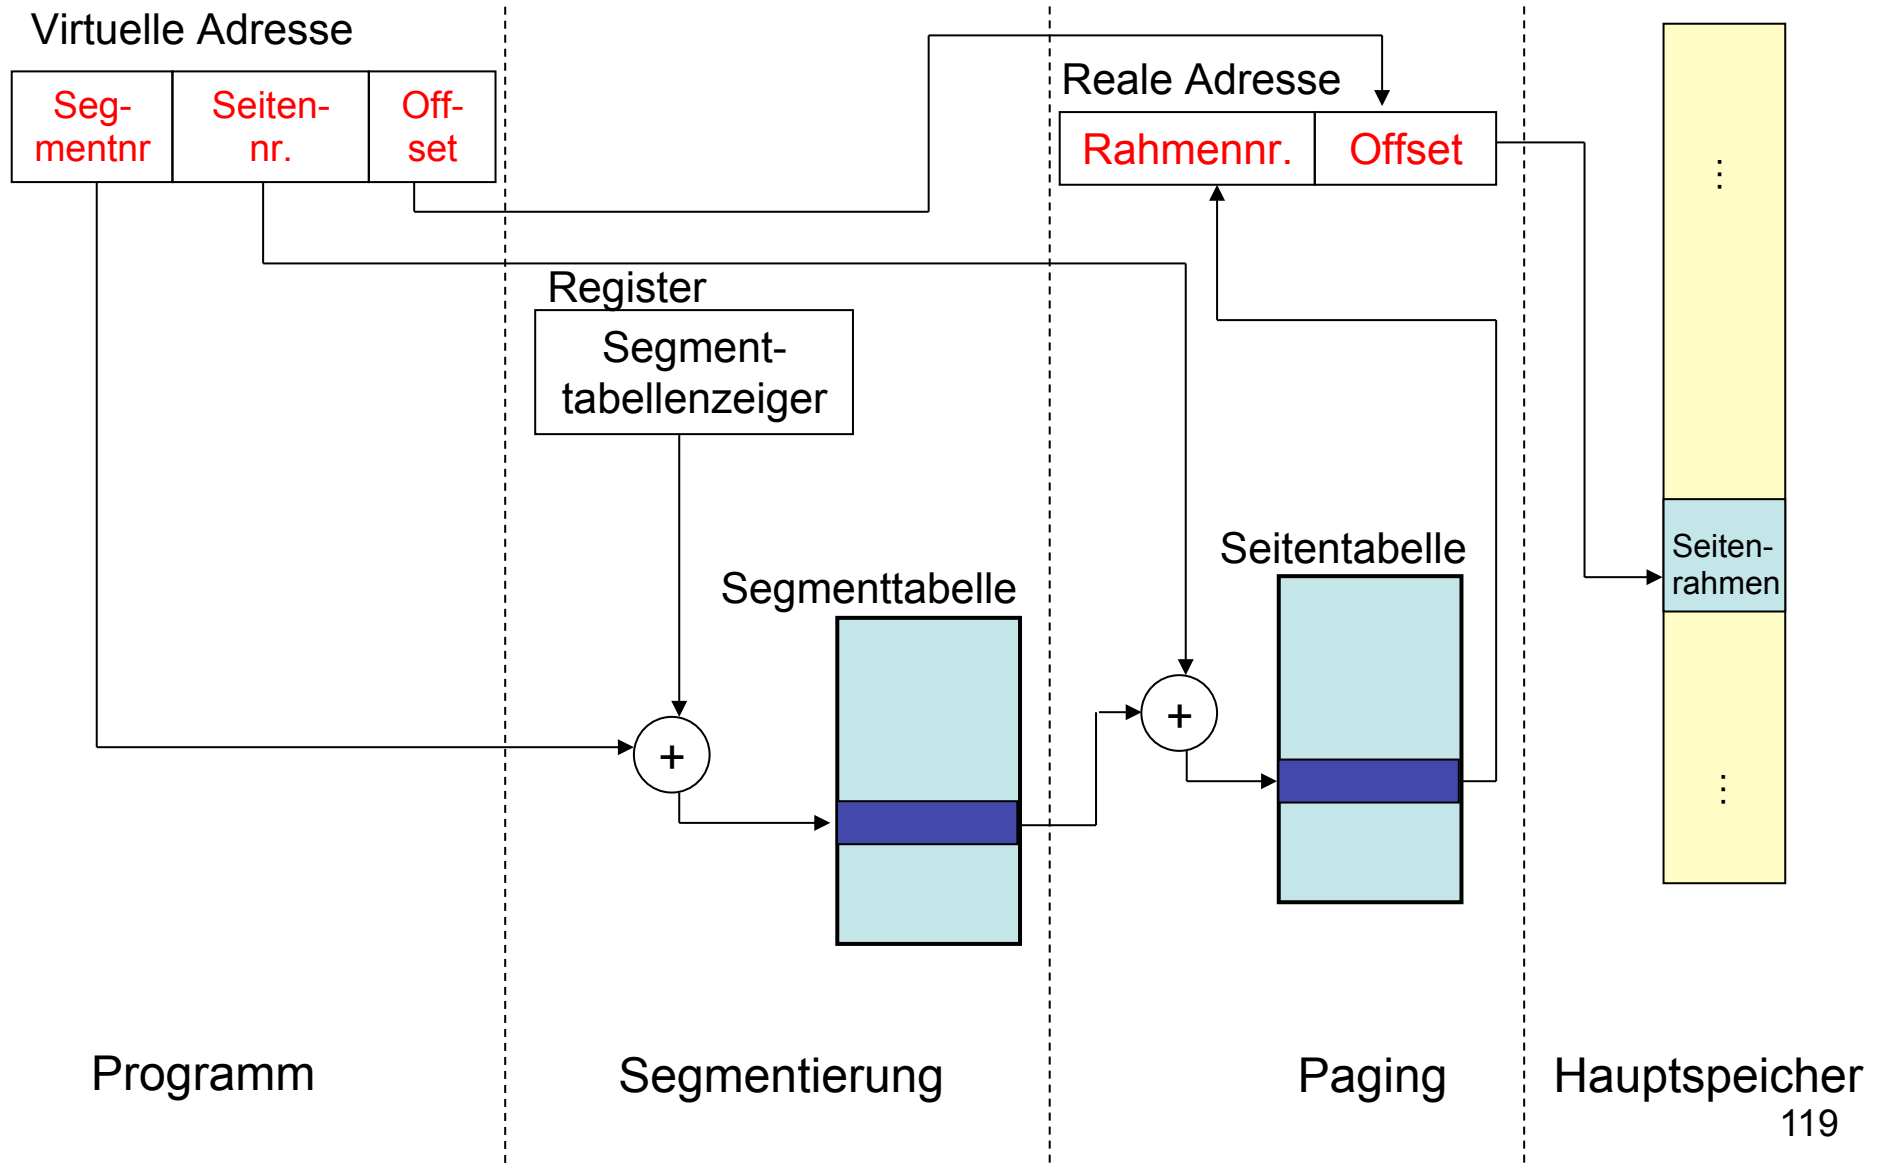 Virtuelle Adresse
Seg-
mentnr
Seiten-
nr.
Off-
set
Reale Adresse
Rahmennr.
Offset
Register
Segment-
tabellenzeiger
Segmenttabelle
Seitentabelle
+
+
...
Seiten-
rahmen
...
Programm
Segmentierung
Paging
Hauptspeicher
119